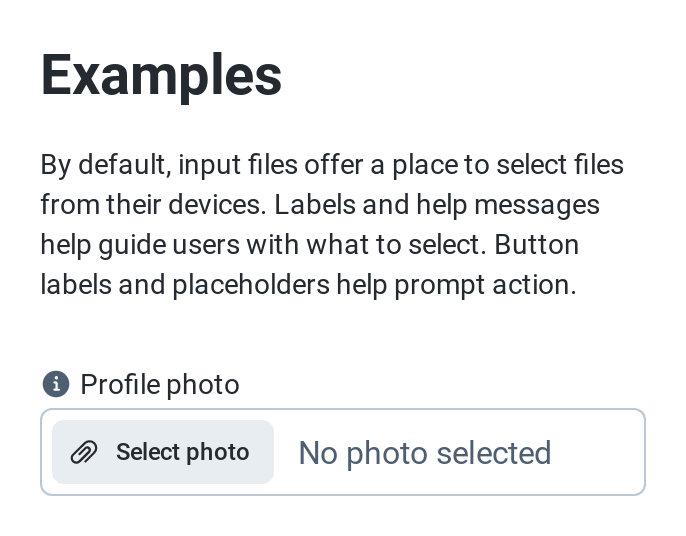 Examples
By default, input files offer a place to select files
from their devices. Labels and help messages
help guide users with what to select. Button
labels and placeholders help prompt action.
Profile photo
Select photo No photo selected